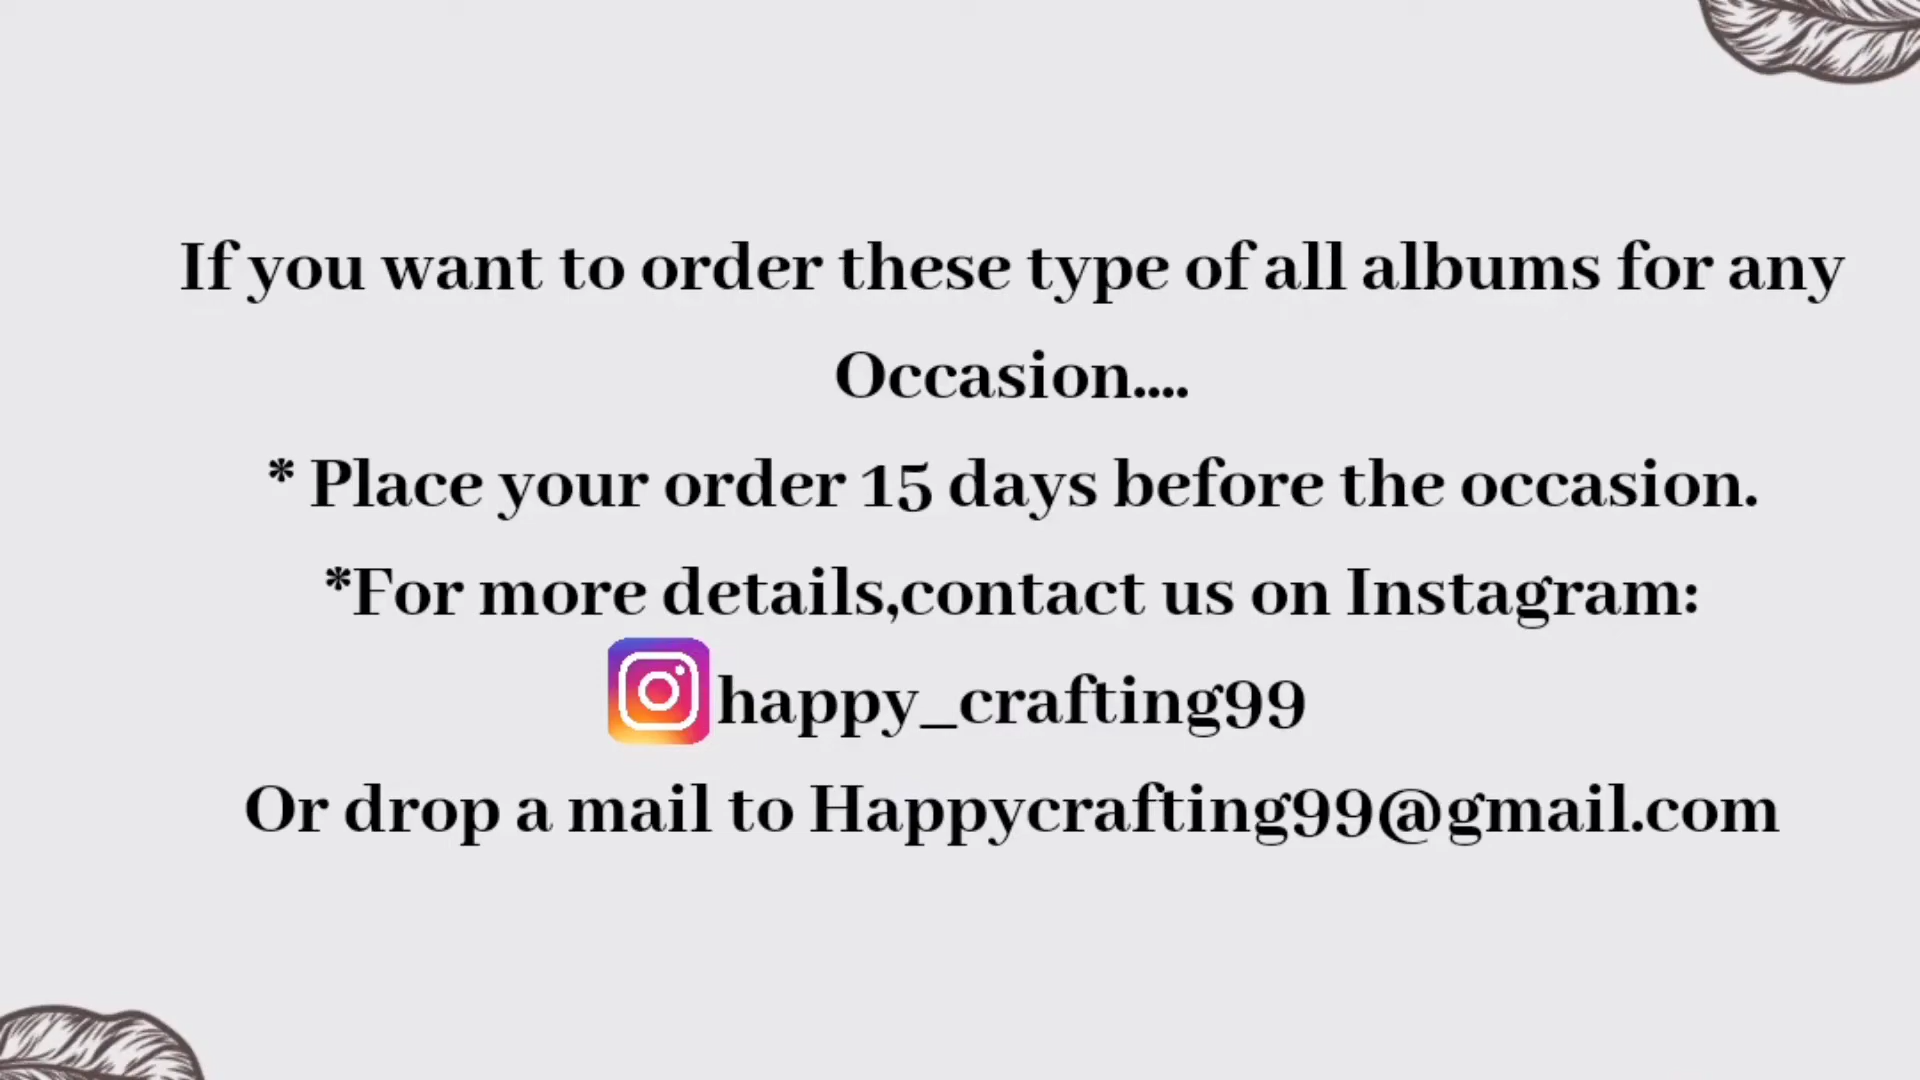 If you want to order these type of all albums for any
Occasion....
* Place your order 15 days before the occasion.
*For more details,contact us on Instagram:
happy_crafting99
Or drop a mail to Happycrafting99@gmail.com